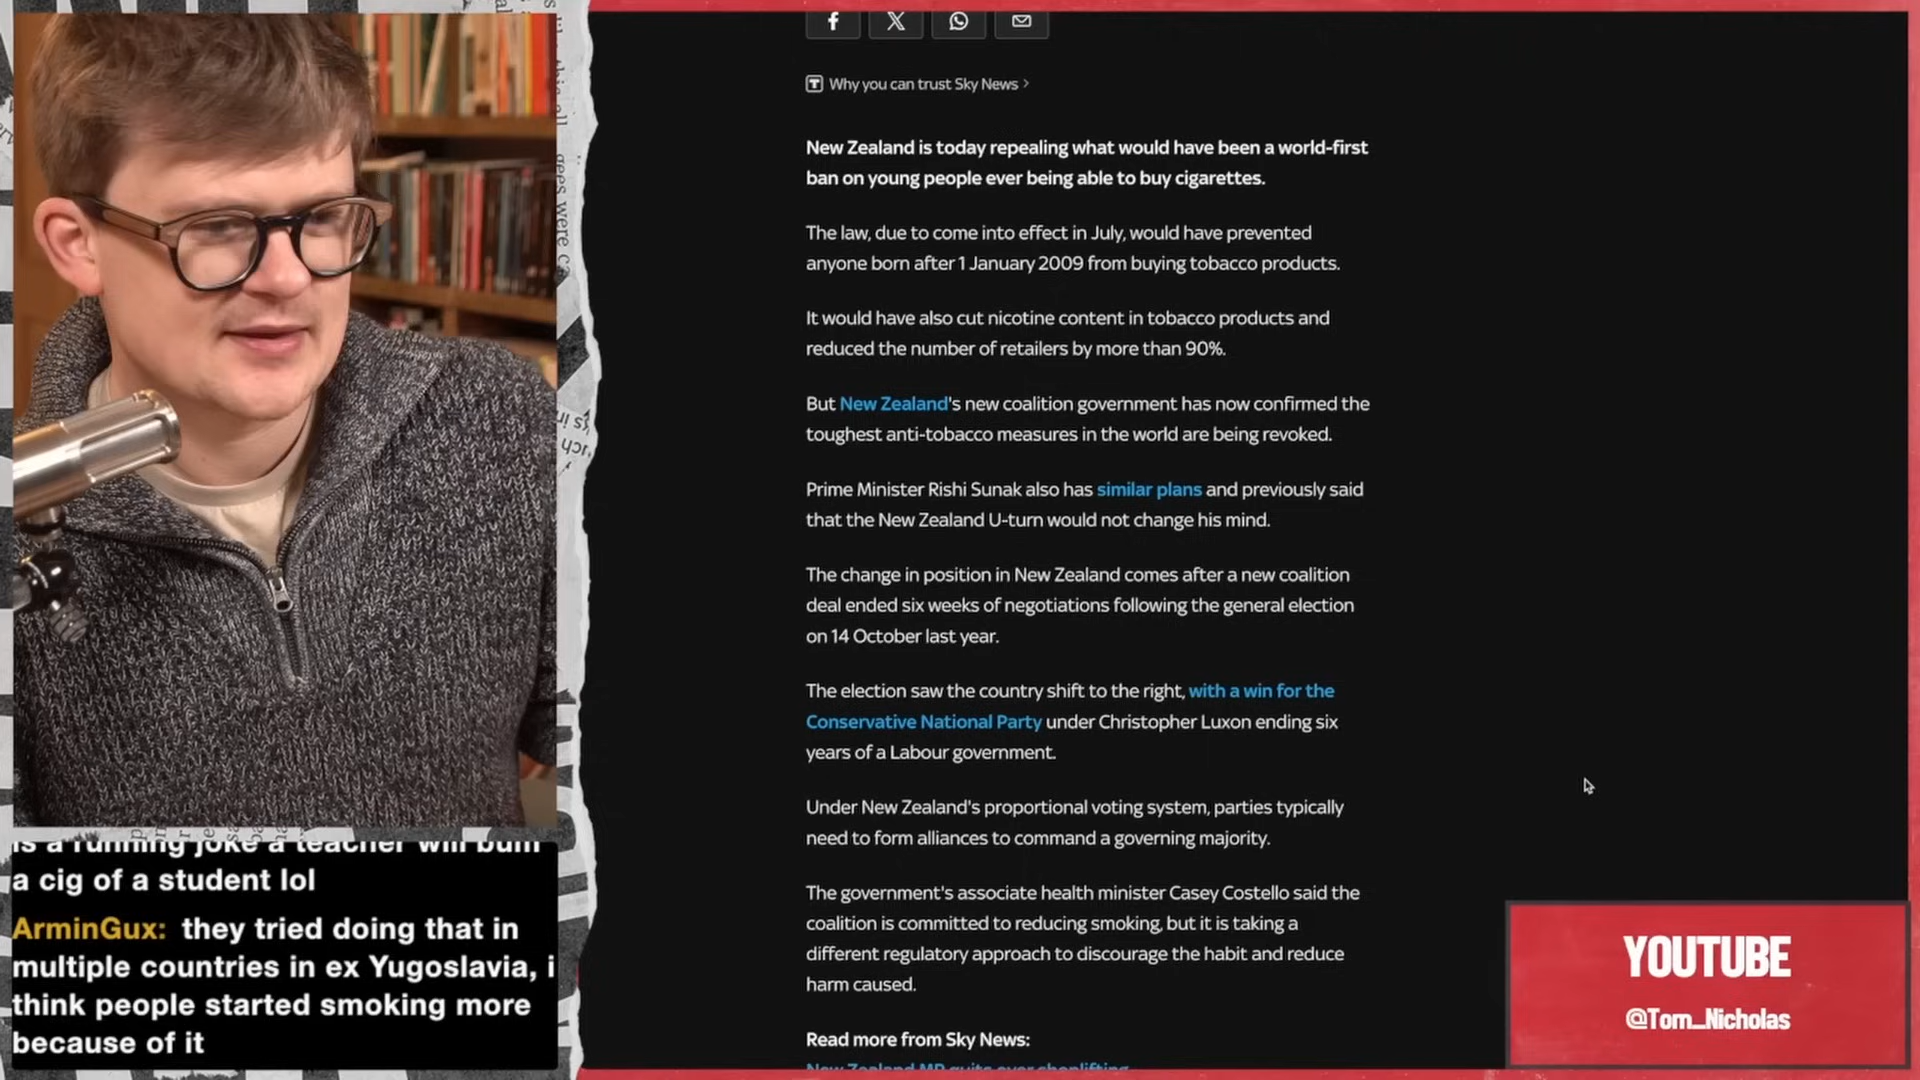 Why you can trust Sky News >
New Zealand is today repealing what would have been a world-first
ban on young people ever being able to buy cigarettes.
The law, due to come into effect in July, would have prevented
anyone born after 1 January 2009 from buying tobacco products.
It would have also cut nicotine content in tobacco products and
reduced the number of retailers by more than 90%.
But New Zealand's new coalition government has now confirmed the
toughest anti-tobacco measures in the world are being revoked.
Prime Minister Rishi Sunak also has similar plans and previously said
that the New Zealand U-turn would not change his mind.
The change in position in New Zealand comes after a new coalition
deal ended six weeks of negotiations following the general election
on 14 October last year.
The election saw the country shift to the right, with a win for the
Conservative National Party under Christopher Luxon ending six
years of a Labour government.
Under New Zealand's proportional voting system, parties typically
need to form alliances to command a governing majority.
The government's associate health minister Casey Costello said the
coalition is committed to reducing smoking, but it is taking a
different regulatory approach to discourage the habit and reduce
harm caused.
Read more from Sky News:
New Zealand MP quits over shoplifting
is a running joke a teacher will bum
a cig of a student lol
ArminGux: they tried doing that in
multiple countries in ex Yugoslavia, i
think people started smoking more
because of it
YOUTUBE
@Tom_Nicholas